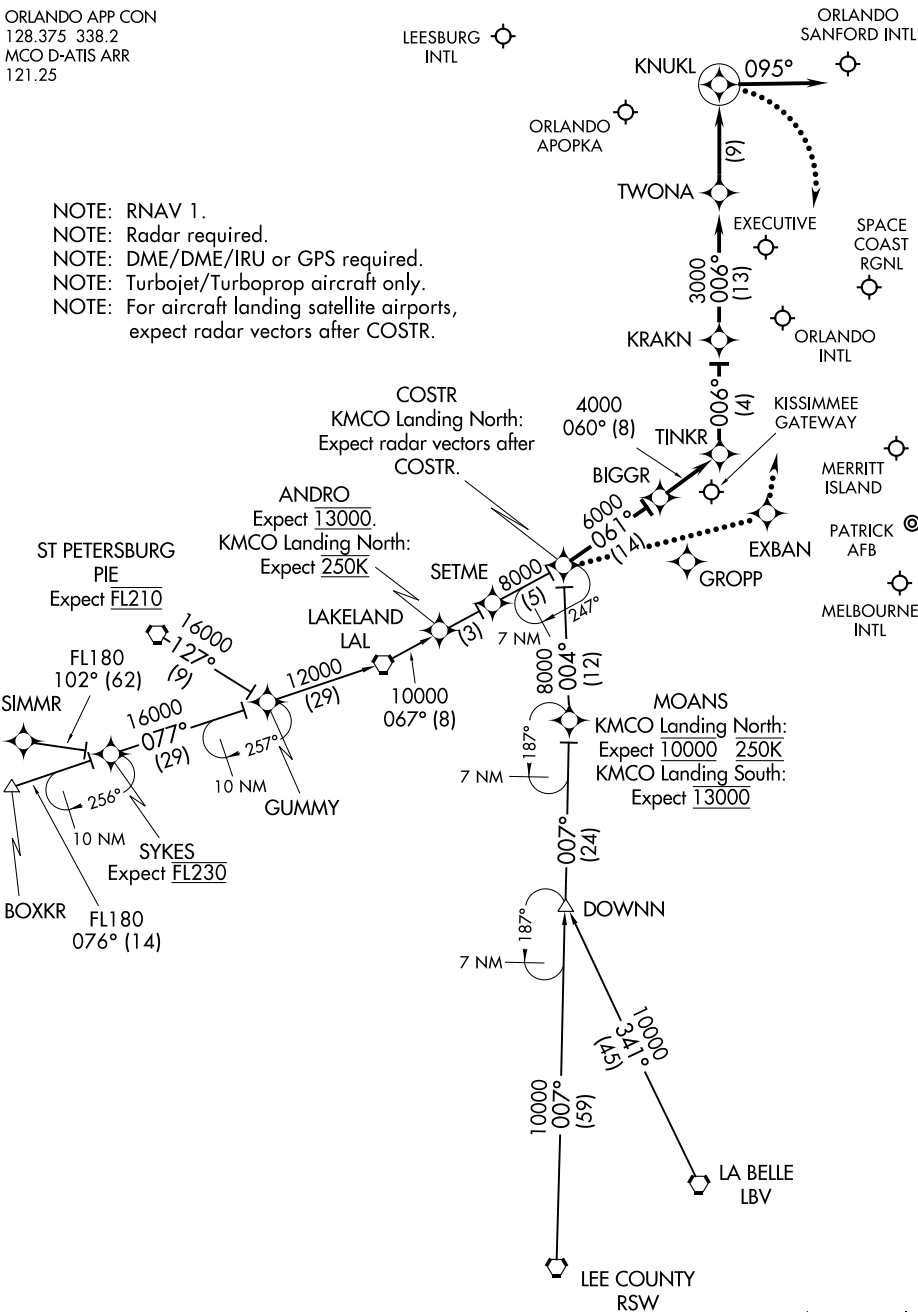 ORLANDO APP CON
128.375 338.2
MCO D-ATIS ARR
121.25
LEESBURG
INTL
ORLANDO
SANFORD INTL
KNUKL
095°
ORLANDO
APOPKA
(9)
TWONA
NOTE: RNAV 1.
NOTE: Radar required.
NOTE: DME/DME/IRU or GPS required.
NOTE: Turbojet/Turboprop aircraft only.
NOTE: For aircraft landing satellite airports,
expect radar vectors after COSTR.
EXECUTIVE
SPACE
COAST
RGNL
3000
006°
(13)
KRAKN
ORLANDO
INTL
006°
(4)
COSTR
KMCO Landing North:
Expect radar vectors after
COSTR.
4000
060° (8)
TINKR
KISSIMMEE
GATEWAY
BIGGR
MERRITT
ISLAND
ANDRO
Expect 13000.
KMCO Landing North:
Expect 250K
6000
061°
(14)
EXBAN
PATRICK
AFB
GROPP
MELBOURNE
INTL
ST PETERSBURG
PIE
Expect FL210
SETME
8000
(5)
247°
7 NM
(3)
LAKELAND
LAL
16000
127°
(9)
12000
(29)
10000
067° (8)
8000
004°
(12)
FL180
102° (62)
SIMMR
16000
077°
(29)
257°
10 NM
GUMMY
MOANS
KMCO Landing North:
Expect 10000 250K
KMCO Landing South:
Expect 13000
187°
7 NM
256°
10 NM
SYKES
Expect FL230
BOXKR
FL180
076° (14)
007°
(24)
DOWNN
187°
7 NM
10000
341°
(45)
10000
007°
(59)
LA BELLE
LBV
LEE COUNTY
RSW